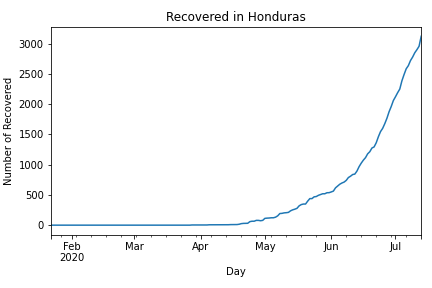 Recovered in Honduras
Number of Recovered
3000
2500
2000
1500
1000
500
0
Feb
2020
Mar
Apr
May
Jun
Jul
Day